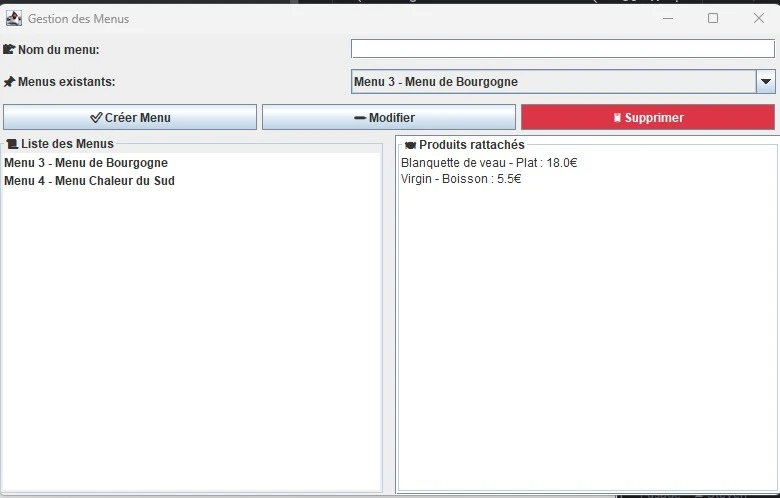 Gestion des Menus
Nom du menu:
Menus existants:
Menu 3 - Menu de Bourgogne
Créer Menu
Modifier
Supprimer
Liste des Menus
Menu 3 - Menu de Bourgogne
Menu 4 - Menu Chaleur du Sud
Produits rattachés
Blanquette de veau - Plat : 18.0€
Virgin - Boisson : 5.5€